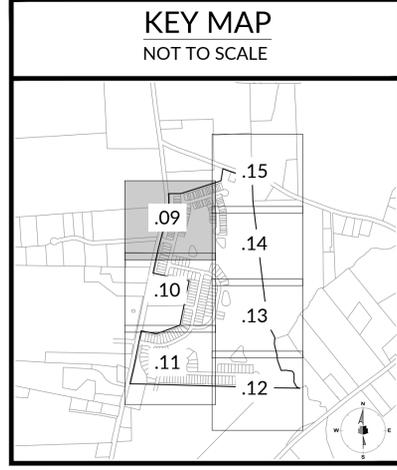 KEY MAP
NOT TO SCALE
.15
.09
.14
.10
.13
.11
.12
N
W E
S